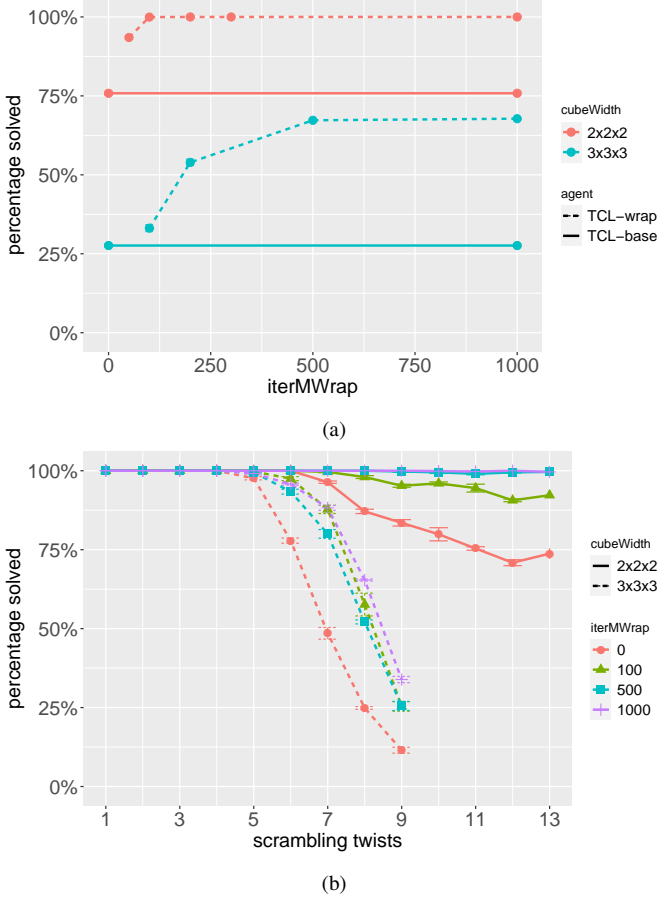 100%
75%
50%
25%
0%
percentage solved
0
250
500
750
1000
iterMWrap
cubeWidth
2x2x2
3x3x3
agent
TCL−wrap
TCL−base
(a)
100%
75%
50%
25%
0%
percentage solved
1
3
5
7
9
11
13
scrambling twists
cubeWidth
2x2x2
3x3x3
iterMWrap
0
100
500
1000
(b)